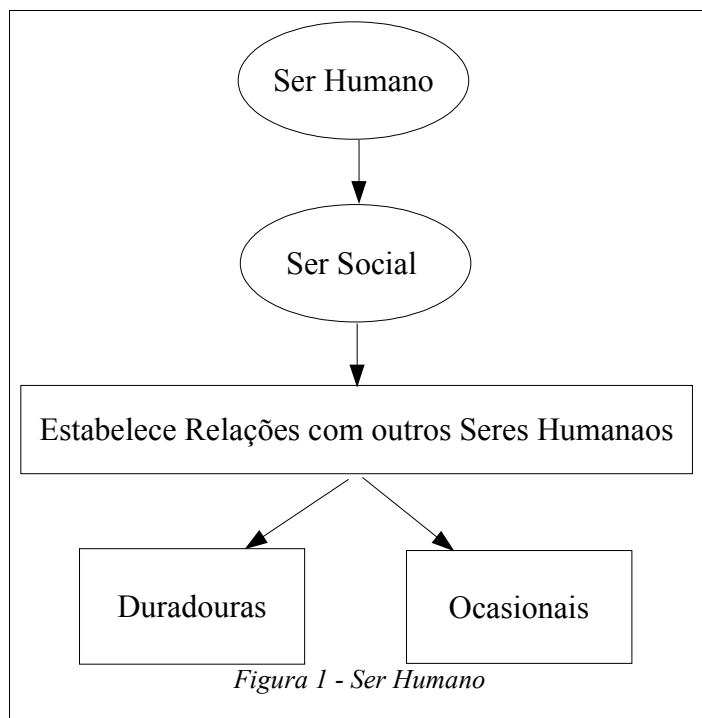 Ser Humano
Ser Social
Estabelece Relações com outros Seres Humanaos
Duradouras
Ocasionais
Figura 1 - Ser Humano